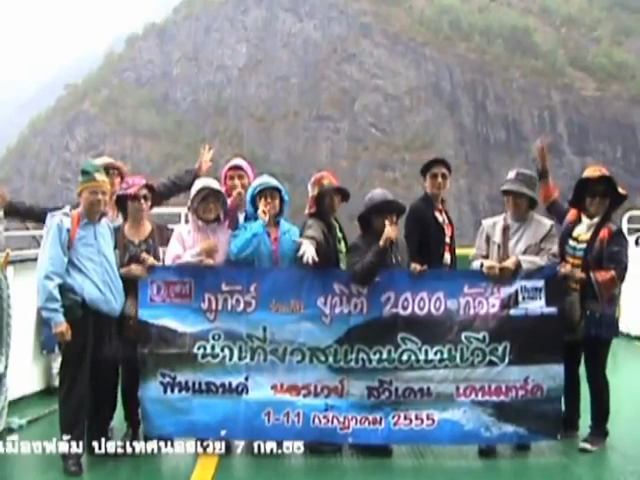 ภูทัวร์ ร่วมกับ ยูนิตี 2000 ทัวร์
นำเที่ยวสแกนดิเนเวีย
ฟินแลนด์ นอรเวย์ สวีเดน เดนมาร์ค
1-11 กรกฎาคม 2555
เมืองฟลัม ประเทศนอรเวย์ 7 กค.55